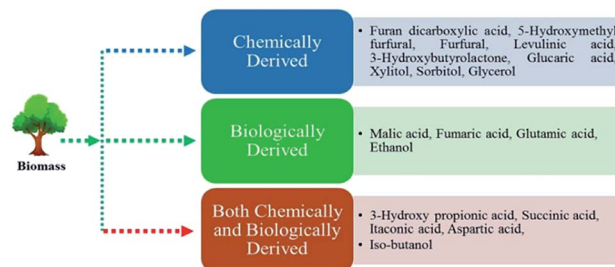 Biomass
Chemically
Derived
• Furan dicarboxylic acid, 5-Hydroxymethyl
furfural, Furfural, Levulinic acid,
3-Hydroxybutyrolactone, Glucaric acid,
Xylitol, Sorbitol, Glycerol
Biologically
Derived
• Malic acid, Fumaric acid, Glutamic acid,
Ethanol
Both Chemically
and Biologically
Derived
• 3-Hydroxy propionic acid, Succinic acid,
Itaconic acid, Aspartic acid,
• Iso-butanol